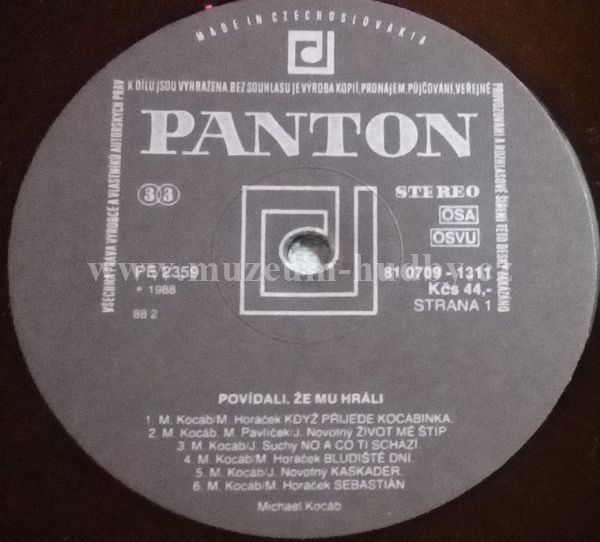 MADE IN CZECHOSLOVAKIA
VŠECHNA PRÁVA VÝROBCE A VLASTNÍKŮ AUTORSKÝCH PRÁV
K DÍLU JSOU VYHRAŽENA. BEZ SOUHLASU JE VÝROBA KOPIÍ, PRONÁJEM, PŮJČOVÁNÍ, VEŘEJNÉ
PROVOZOVÁNÍ A ROZHLASOVÉ ŠÍŘENÍ TÉTO DESKY ZAKÁZÁNO
PANTON
33
STEREO
OSA
OSVU
www.muzeum-hudby.cz
PE/2359
℗ 1988
88 2
81 0709-1311
Kčs 44,-
STRANA 1
POVÍDALI, ŽE MU HRÁLI
1. M. Kocáb/M. Horáček KDYŽ PŘIJEDE KOCÁBINKA.
2. M. Kocáb. M. Pavlíček/J. Novotný ŽIVOT MĚ ŠTÍP.
3. M. Kocáb/J. Suchý NO A CO TI SCHÁZÍ.
4. M. Kocáb/M. Horáček BLUDIŠTĚ DNÍ.
5. M. Kocáb/J. Novotný KASKADÉR.
6. M. Kocáb/M. Horáček SEBASTIÁN
Michael Kocáb